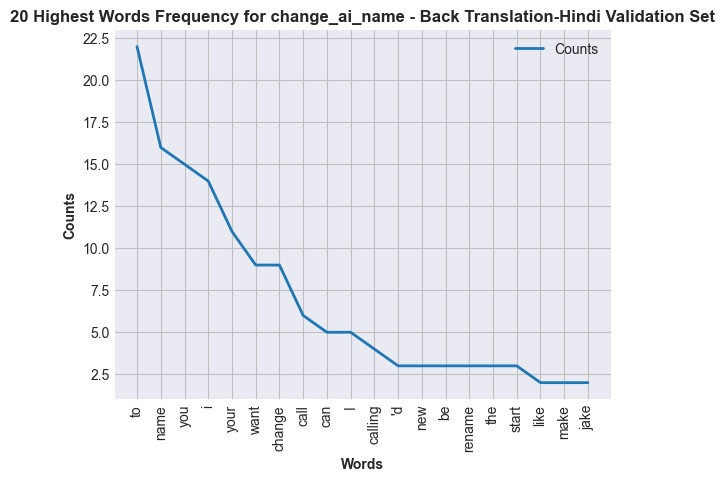 20 Highest Words Frequency for change_ai_name - Back Translation-Hindi Validation Set
Counts
22.5
20.0
17.5
15.0
12.5
10.0
7.5
5.0
2.5
Counts
to
name
you
i
your
want
change
call
can
I
calling
'd
new
be
rename
the
start
like
make
jake
Words